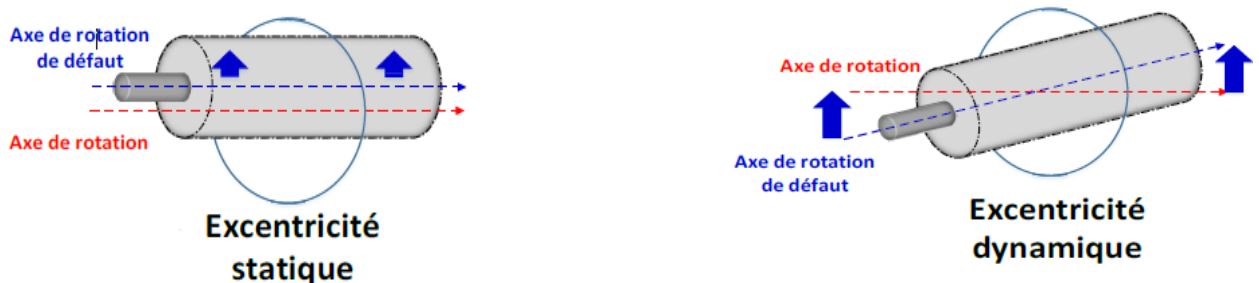 Axe de rotation
de défaut
Axe de rotation
Excentricité
statique
Axe de rotation
Axe de rotation
de défaut
Excentricité
dynamique